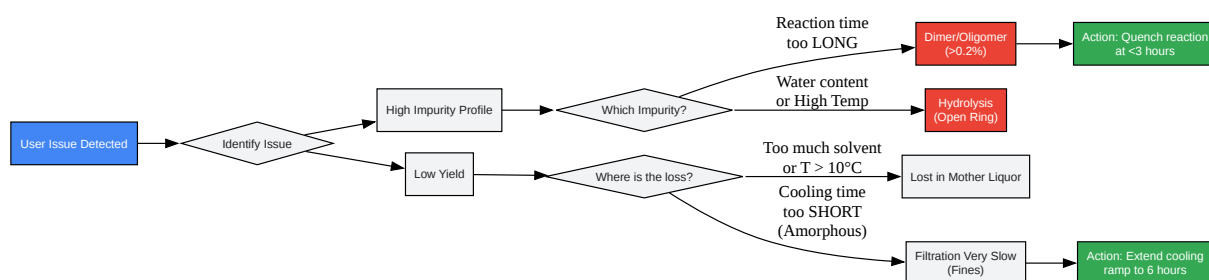 User Issue Detected
Identify Issue
High Impurity Profile
Low Yield
Which Impurity?
Where is the loss?
Reaction time
too LONG
Water content
or High Temp
Too much solvent
or T > 10°C
Cooling time
too SHORT
(Amorphous)
Dimer/Oligomer
(>0.2%)
Hydrolysis
(Open Ring)
Lost in Mother Liquor
Filtration Very Slow
(Fines)
Action: Quench reaction
at <3 hours
Action: Extend cooling
ramp to 6 hours